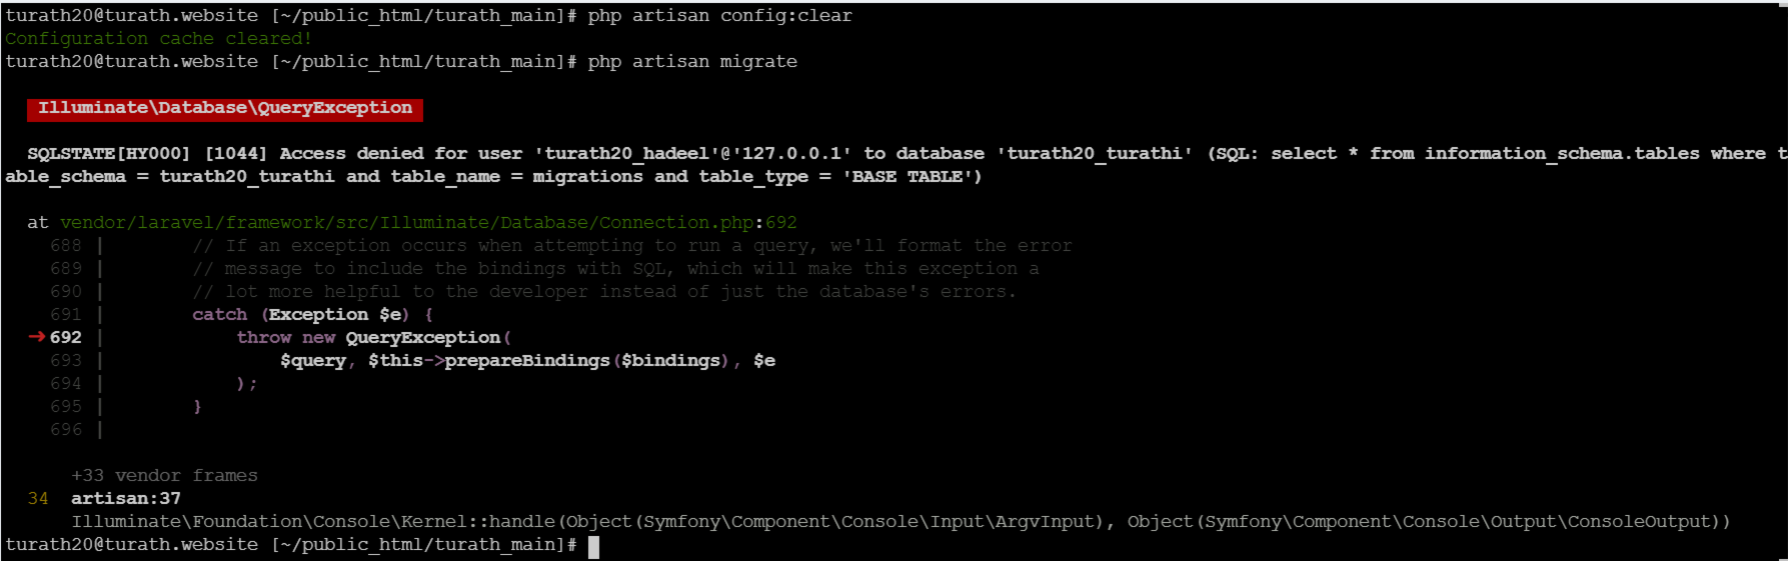 turath20@turath.website [~/public_html/turath_main]# php artisan config:clear
Configuration cache cleared!
turath20@turath.website [~/public_html/turath_main]# php artisan migrate
Illuminate\Database\QueryException
SQLSTATE[HY000] [1044] Access denied for user 'turath20_hadeel'@'127.0.0.1' to database 'turath20_turathi' (SQL: select * from information_schema.tables where t
able_schema = turath20_turathi and table_name = migrations and table_type = 'BASE TABLE')
at vendor/laravel/framework/src/Illuminate/Database/Connection.php:692
688 |         // If an exception occurs when attempting to run a query, we'll format the error
689 |         // message to include the bindings with SQL, which will make this exception a
690 |         // lot more helpful to the developer instead of just the database's errors.
691 |         catch (Exception $e) {
➜ 692 |             throw new QueryException(
693 |                 $query, $this->prepareBindings($bindings), $e
694 |             );
695 |         }
696 |
+33 vendor frames
34  artisan:37
Illuminate\Foundation\Console\Kernel::handle(Object(Symfony\Component\Console\Input\ArgvInput), Object(Symfony\Component\Console\Output\ConsoleOutput))
turath20@turath.website [~/public_html/turath_main]#